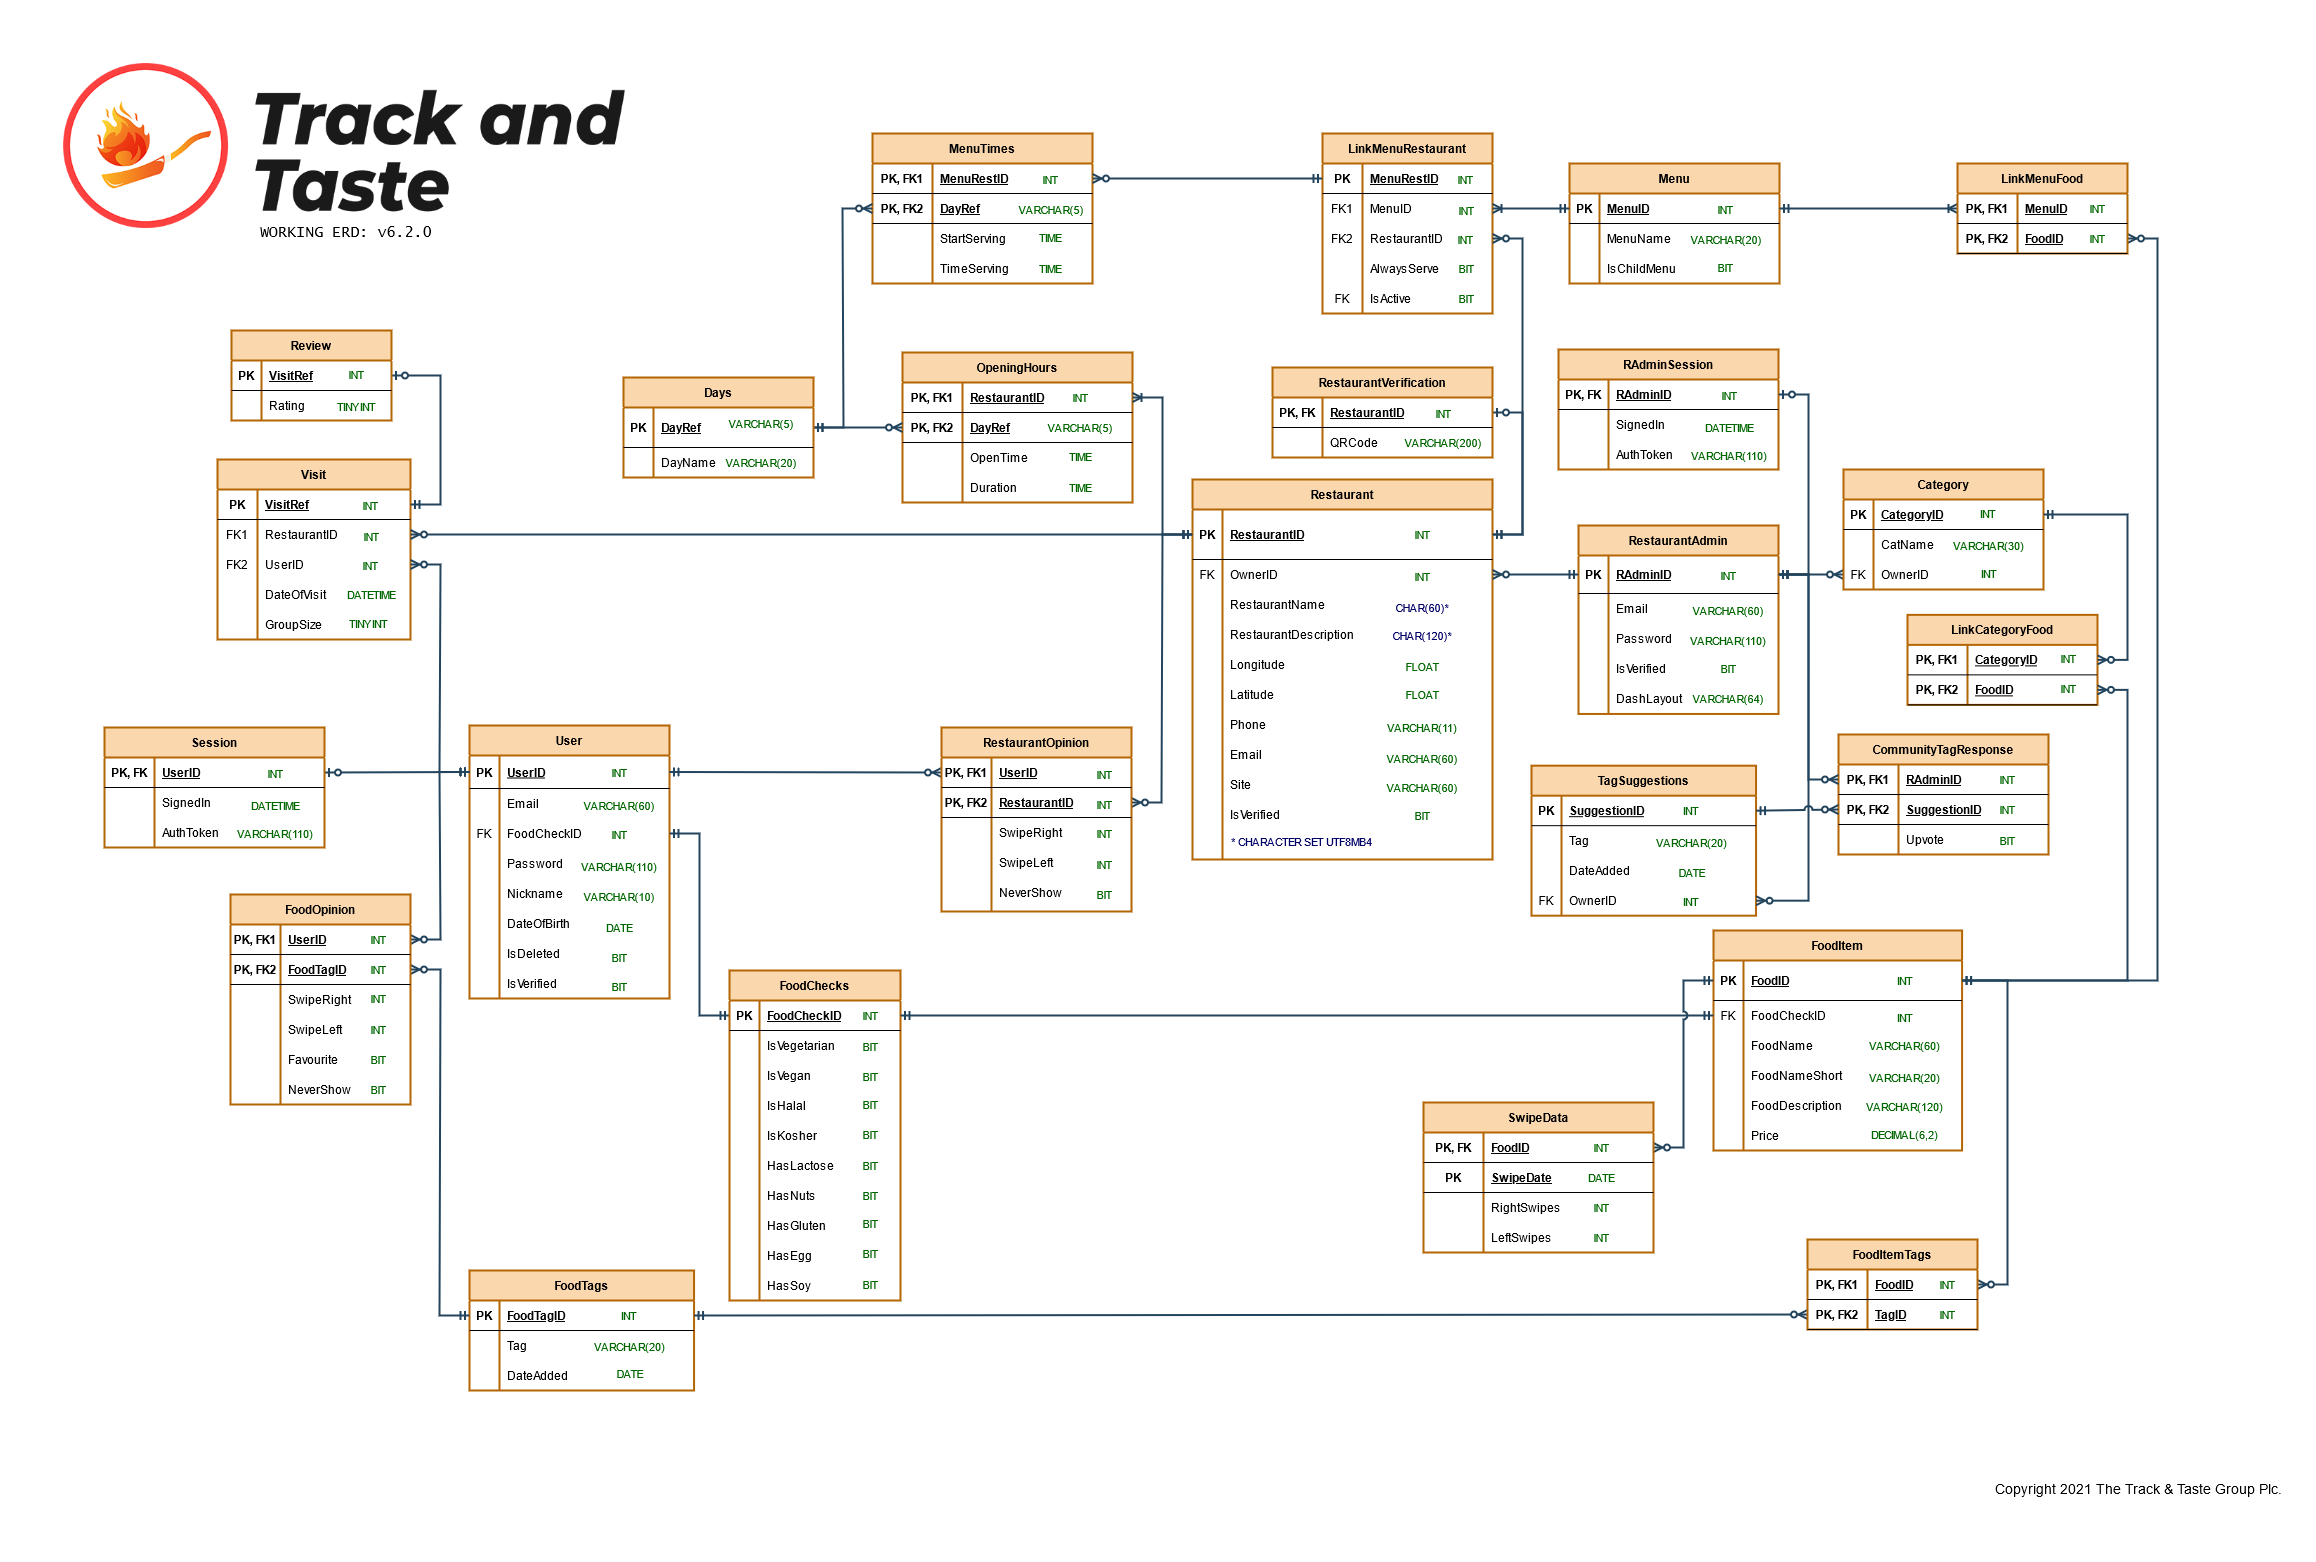 Track and
Taste
WORKING ERD: v6.2.0
MenuTimes
PK, FK1 MenuRestID INT
PK, FK2 DayRef VARCHAR(5)
StartServing TIME
TimeServing TIME
LinkMenuRestaurant
PK MenuRestID INT
FK1 MenuID INT
FK2 RestaurantID INT
AlwaysServe BIT
FK IsActive BIT
Menu
PK MenuID INT
MenuName VARCHAR(20)
IsChildMenu BIT
LinkMenuFood
PK, FK1 MenuID INT
PK, FK2 FoodID INT
Review
PK VisitRef INT
Rating TINYINT
Days
PK DayRef VARCHAR(5)
DayName VARCHAR(20)
OpeningHours
PK, FK1 RestaurantID INT
PK, FK2 DayRef VARCHAR(5)
OpenTime TIME
Duration TIME
RestaurantVerification
PK, FK RestaurantID INT
QRCode VARCHAR(200)
RAdminSession
PK, FK RAdminID INT
SignedIn DATETIME
AuthToken VARCHAR(110)
Visit
PK VisitRef INT
FK1 RestaurantID INT
FK2 UserID INT
DateOfVisit DATETIME
GroupSize TINYINT
Restaurant
PK RestaurantID INT
FK OwnerID INT
RestaurantName CHAR(60)*
RestaurantDescription CHAR(120)*
Longitude FLOAT
Latitude FLOAT
Phone VARCHAR(11)
Email VARCHAR(60)
Site VARCHAR(60)
IsVerified BIT
* CHARACTER SET UTF8MB4
RestaurantAdmin
PK RAdminID INT
Email VARCHAR(60)
Password VARCHAR(110)
IsVerified BIT
DashLayout VARCHAR(64)
Category
PK CategoryID INT
CatName VARCHAR(30)
FK OwnerID INT
LinkCategoryFood
PK, FK1 CategoryID INT
PK, FK2 FoodID INT
Session
PK, FK UserID INT
SignedIn DATETIME
AuthToken VARCHAR(110)
User
PK UserID INT
Email VARCHAR(60)
FK FoodCheckID INT
Password VARCHAR(110)
Nickname VARCHAR(10)
DateOfBirth DATE
IsDeleted BIT
IsVerified BIT
RestaurantOpinion
PK, FK1 UserID INT
PK, FK2 RestaurantID INT
SwipeRight INT
SwipeLeft INT
NeverShow BIT
TagSuggestions
PK SuggestionID INT
Tag VARCHAR(20)
DateAdded DATE
FK OwnerID INT
CommunityTagResponse
PK, FK1 RAdminID INT
PK, FK2 SuggestionID INT
Upvote BIT
FoodOpinion
PK, FK1 UserID INT
PK, FK2 FoodTagID INT
SwipeRight INT
SwipeLeft INT
Favourite BIT
NeverShow BIT
FoodChecks
PK FoodCheckID INT
IsVegetarian BIT
IsVegan BIT
IsHalal BIT
IsKosher BIT
HasLactose BIT
HasNuts BIT
HasGluten BIT
HasEgg BIT
HasSoy BIT
FoodItem
PK FoodID INT
FK FoodCheckID INT
FoodName VARCHAR(60)
FoodNameShort VARCHAR(20)
FoodDescription VARCHAR(120)
Price DECIMAL(6,2)
SwipeData
PK, FK FoodID INT
PK SwipeDate DATE
RightSwipes INT
LeftSwipes INT
FoodTags
PK FoodTagID INT
Tag VARCHAR(20)
DateAdded DATE
FoodItemTags
PK, FK1 FoodID INT
PK, FK2 TagID INT
Copyright 2021 The Track & Taste Group Plc.